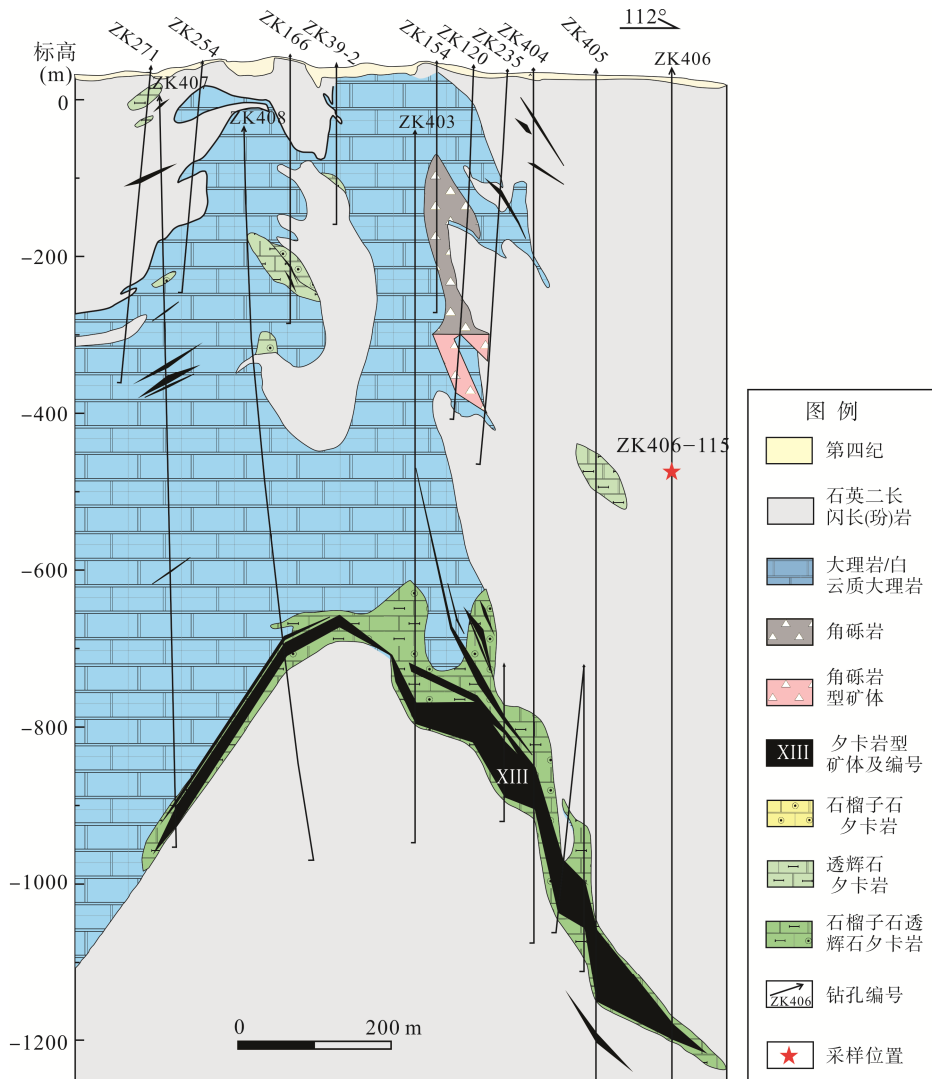 112°
ZK271
ZK254
ZK166
ZK39-2
ZK154
ZK120
ZK235
ZK404
ZK405
ZK406
标高
(m)
ZK407
ZK408
ZK403
0
−200
−400
−600
−800
−1000
−1200
ZK406−115
XIII
0
200 m
图 例
第四纪
石英二长
闪长(玢)岩
大理岩/白
云质大理岩
角砾岩
角砾岩
型矿体
XIII
夕卡岩型
矿体及编号
石榴子石
夕卡岩
透辉石
夕卡岩
石榴子石透
辉石夕卡岩
ZK406
钻孔编号
采样位置